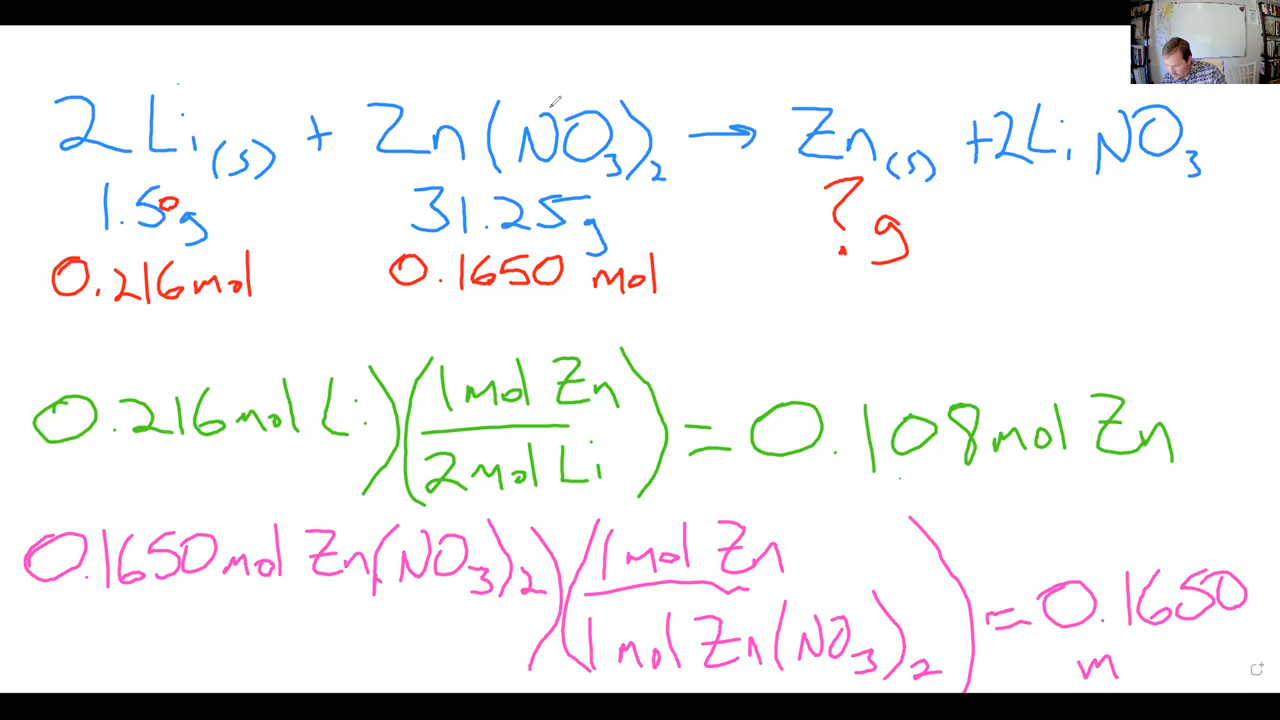 2Li(s) + Zn(NO3)2 → Zn(s) + 2LiNO3
1.50g 31.25g ?g
0.216mol 0.1650 mol
0.216mol Li)(1mol Zn / 2mol Li) = 0.108mol Zn
0.1650mol Zn(NO3)2)(1mol Zn / 1mol Zn(NO3)2) = 0.1650
m